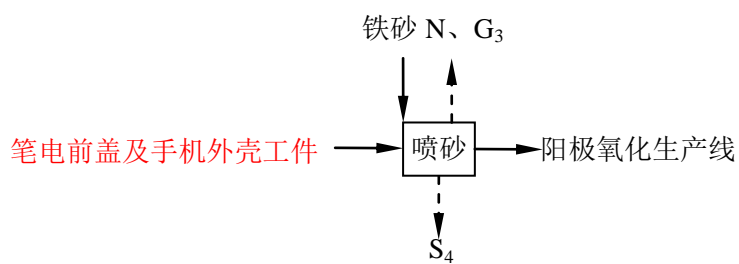 铁砂 N、G₃
笔电前盖及手机外壳工件
喷砂
阳极氧化生产线
S₄